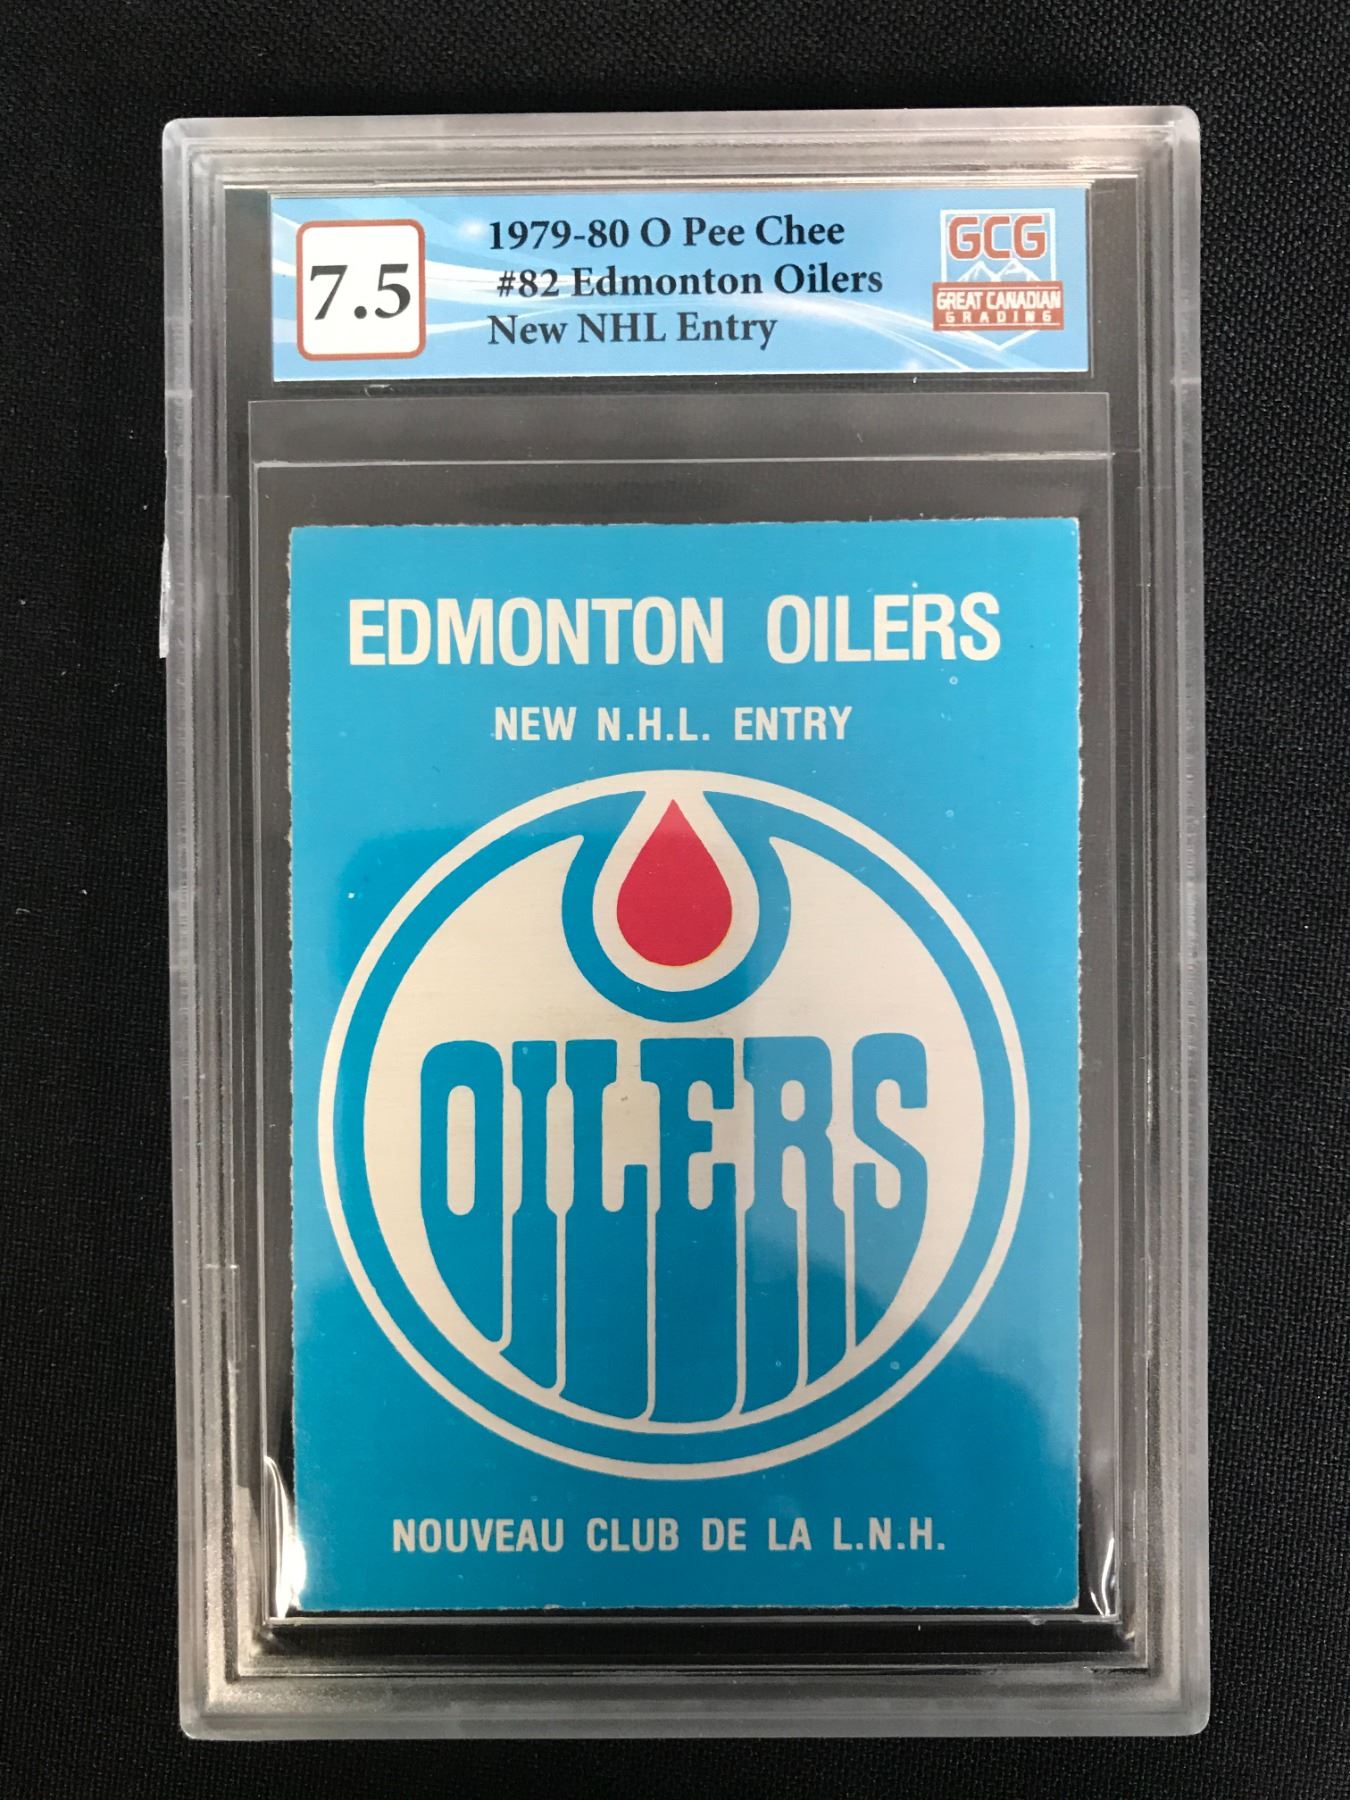 7.5
1979-80 O Pee Chee
#82 Edmonton Oilers
New NHL Entry
GCG
GREAT CANADIAN
GRADING
EDMONTON OILERS
NEW N.H.L. ENTRY
OILERS
NOUVEAU CLUB DE LA L.N.H.